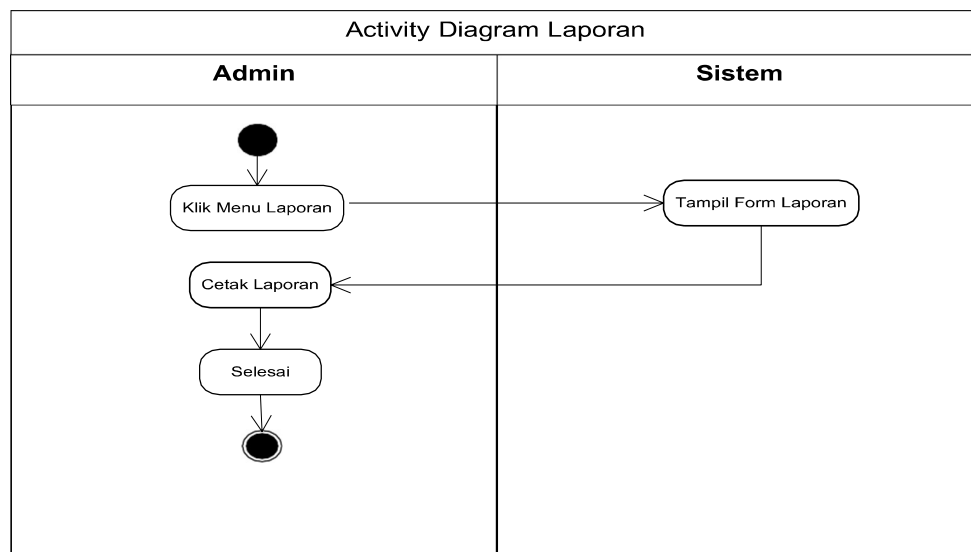 Activity Diagram Laporan
Admin
Sistem
Klik Menu Laporan
Tampil Form Laporan
Cetak Laporan
Selesai